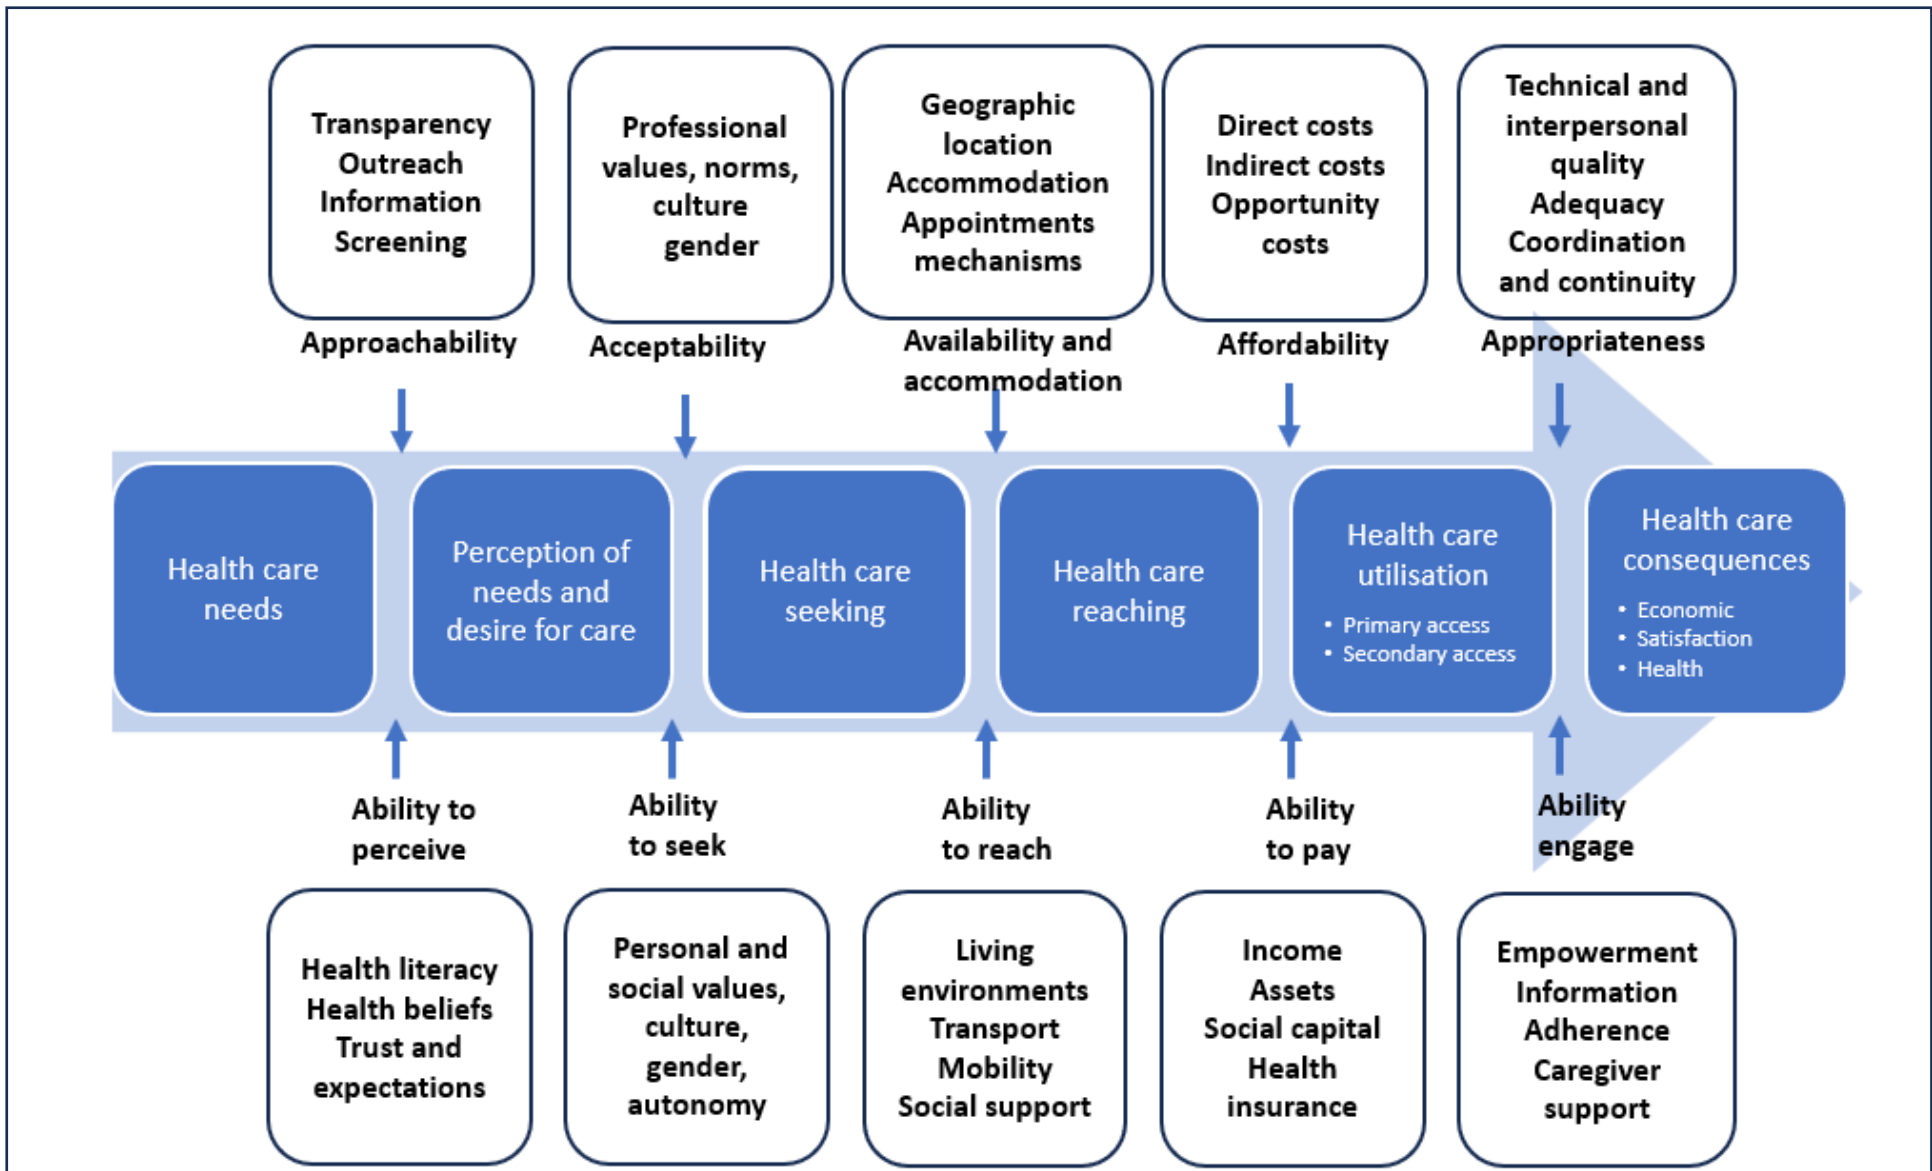 Transparency
Outreach
Information
Screening
Professional
values, norms,
culture
gender
Geographic
location
Accommodation
Appointments
mechanisms
Direct costs
Indirect costs
Opportunity
costs
Technical and
interpersonal
quality
Adequacy
Coordination
and continuity
Approachability
Acceptability
Availability and
accommodation
Affordability
Appropriateness
Health care
needs
Perception of
needs and
desire for care
Health care
seeking
Health care
reaching
Health care
utilisation
• Primary access
• Secondary access
Health care
consequences
• Economic
• Satisfaction
• Health
Ability to
perceive
Ability
to seek
Ability
to reach
Ability
to pay
Ability
engage
Health literacy
Health beliefs
Trust and
expectations
Personal and
social values,
culture,
gender,
autonomy
Living
environments
Transport
Mobility
Social support
Income
Assets
Social capital
Health
insurance
Empowerment
Information
Adherence
Caregiver
support